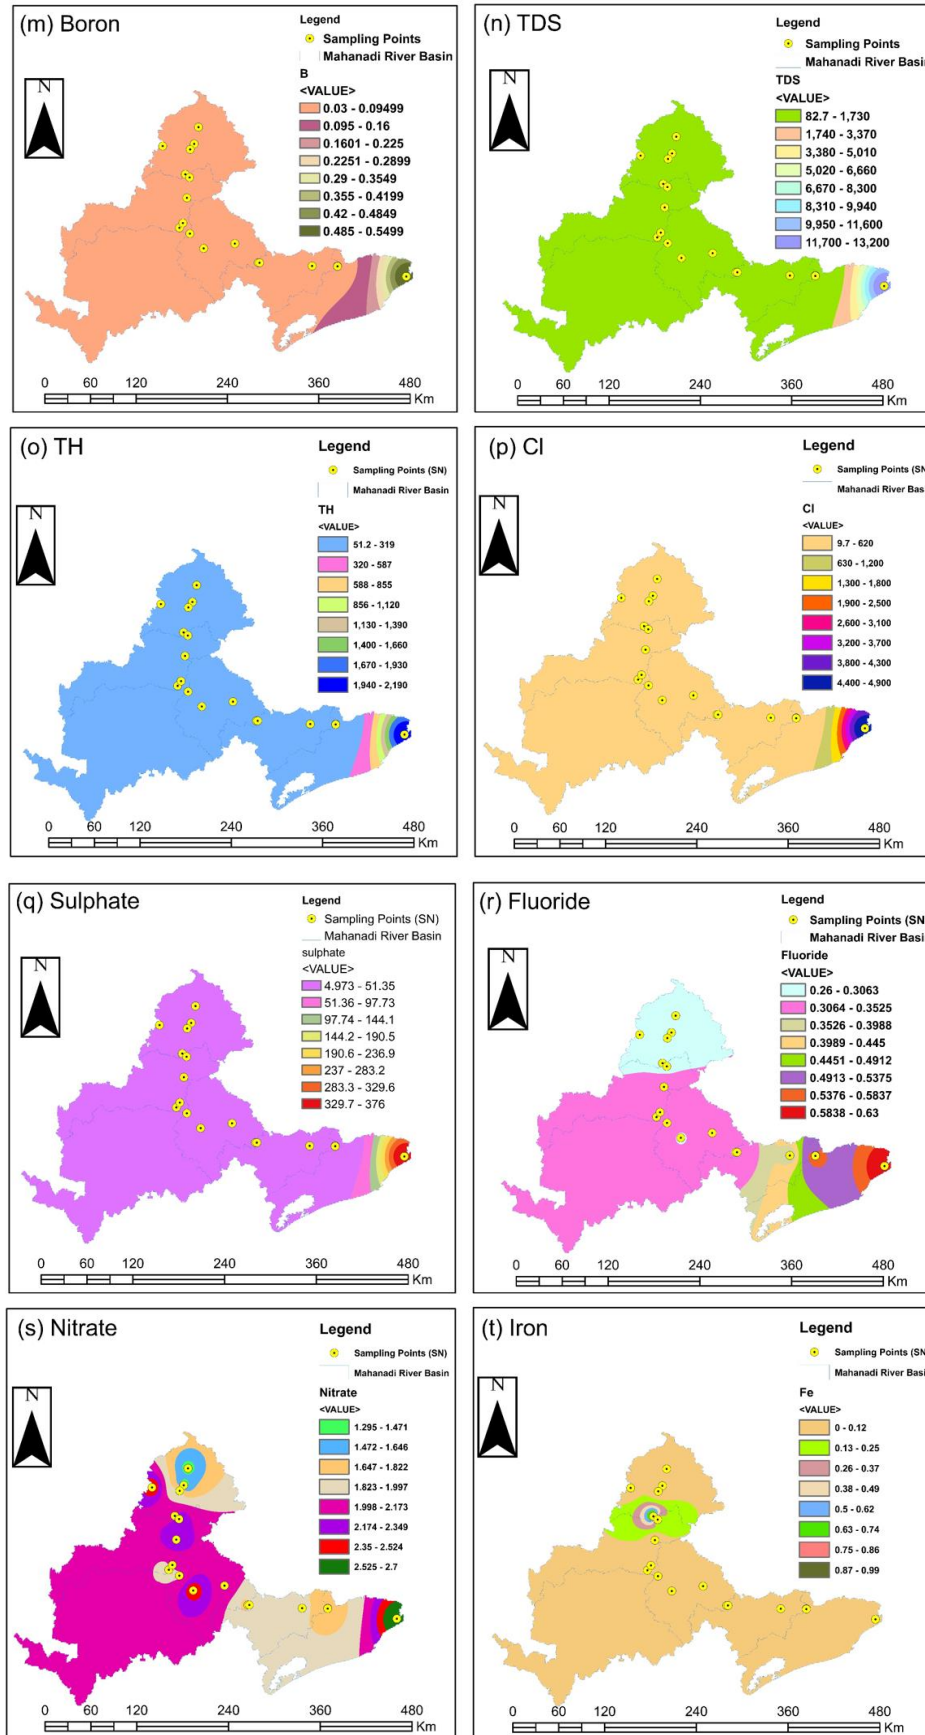 (m) Boron
Legend
Sampling Points
Mahanadi River Basin
B
<VALUE>
0.03 - 0.09499
0.095 - 0.16
0.1601 - 0.225
0.2251 - 0.2899
0.29 - 0.3549
0.355 - 0.4199
0.42 - 0.4849
0.485 - 0.5499
N
0 60 120 240 360 480
Km
(n) TDS
Legend
Sampling Points
Mahanadi River Basin
TDS
<VALUE>
82.7 - 1,730
1,740 - 3,370
3,380 - 5,010
5,020 - 6,660
6,670 - 8,300
8,310 - 9,940
9,950 - 11,600
11,700 - 13,200
N
0 60 120 240 360 480
Km
(o) TH
Legend
Sampling Points (SN)
Mahanadi River Basin
TH
<VALUE>
51.2 - 319
320 - 587
588 - 855
856 - 1,120
1,130 - 1,390
1,400 - 1,660
1,670 - 1,930
1,940 - 2,190
N
0 60 120 240 360 480
Km
(p) Cl
Legend
Sampling Points (SN)
Mahanadi River Basin
Cl
<VALUE>
9.7 - 620
630 - 1,200
1,300 - 1,800
1,900 - 2,500
2,600 - 3,100
3,200 - 3,700
3,800 - 4,300
4,400 - 4,900
N
0 60 120 240 360 480
Km
(q) Sulphate
Legend
Sampling Points (SN)
Mahanadi River Basin
sulphate
<VALUE>
4.973 - 51.35
51.36 - 97.73
97.74 - 144.1
144.2 - 190.5
190.6 - 236.9
237 - 283.2
283.3 - 329.6
329.7 - 376
N
0 60 120 240 360 480
Km
(r) Fluoride
Legend
Sampling Points (SN)
Mahanadi River Basin
Fluoride
<VALUE>
0.26 - 0.3063
0.3064 - 0.3525
0.3526 - 0.3988
0.3989 - 0.445
0.4451 - 0.4912
0.4913 - 0.5375
0.5376 - 0.5837
0.5838 - 0.63
N
0 60 120 240 360 480
Km
(s) Nitrate
Legend
Sampling Points (SN)
Mahanadi River Basin
Nitrate
<VALUE>
1.295 - 1.471
1.472 - 1.646
1.647 - 1.822
1.823 - 1.997
1.998 - 2.173
2.174 - 2.349
2.35 - 2.524
2.525 - 2.7
N
0 60 120 240 360 480
Km
(t) Iron
Legend
Sampling Points (SN)
Mahanadi River Basin
Fe
<VALUE>
0 - 0.12
0.13 - 0.25
0.26 - 0.37
0.38 - 0.49
0.5 - 0.62
0.63 - 0.74
0.75 - 0.86
0.87 - 0.99
N
0 60 120 240 360 480
Km